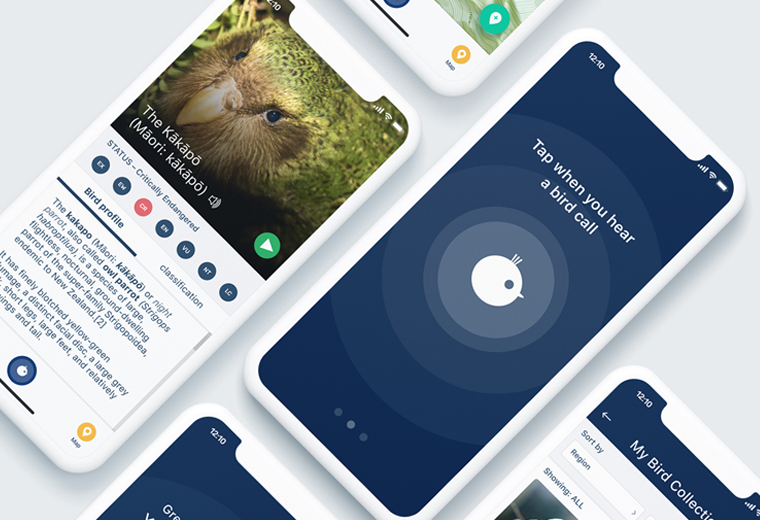 12:10
The Kākāpō
(Māori: kākāpō)
STATUS – Critically Endangered
EX
EW
CR
EN
VU
NT
LC
Bird profile
classification
The kakapo (Māori: kākāpō) or night
parrot, also called owl parrot (Strigops
habroptilus), is a species of large,
flightless, nocturnal, ground-dwelling
parrot of the super-family Strigopoidea,
endemic to New Zealand.[2]
It has finely blotched yellow-green
plumage, a distinct facial disc, a large grey
short legs, large feet, and relatively
wings and tail.
Map
Map
12:10
Tap when you hear
a bird call
12:10
12:10
My Bird Collecti
Sort by
Region
Showing: ALL